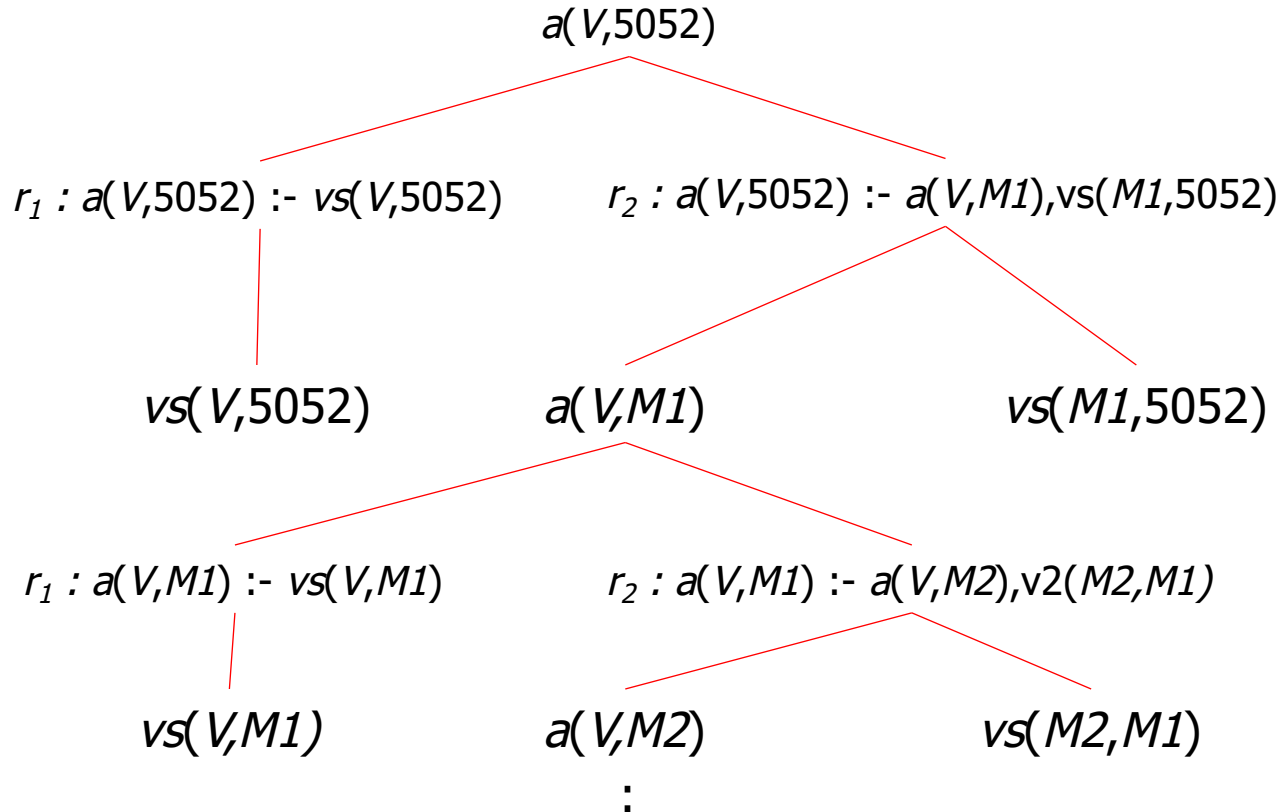 a(V,5052)
r₁ : a(V,5052) :- vs(V,5052)
r₂ : a(V,5052) :- a(V,M1),vs(M1,5052)
vs(V,5052)
a(V,M1)
vs(M1,5052)
r₁ : a(V,M1) :- vs(V,M1)
r₂ : a(V,M1) :- a(V,M2),v2(M2,M1)
vs(V,M1)
a(V,M2)
vs(M2,M1)
: